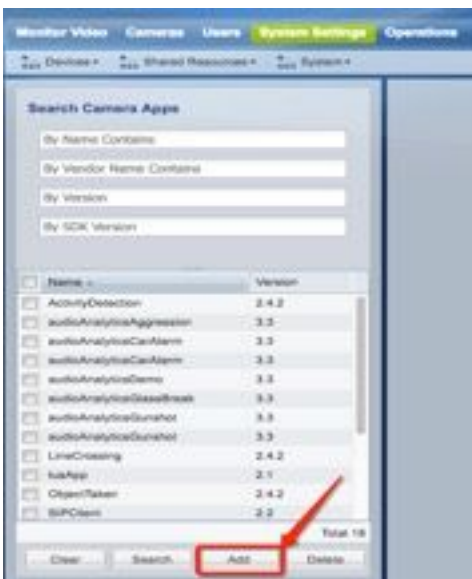 Monitor Video Cameras Users System Settings Operations
Devices Shared Resources System
Search Camera Apps
By Name Contains
By Vendor Name Contains
By Version
By SDK Version
Name Version
ActivityDetection 2.4.2
audioAnalyticsAggression 3.3
audioAnalyticsCarAlarm 3.3
audioAnalyticsCarAlarm 3.3
audioAnalyticsDemo 3.3
audioAnalyticsGlassBreak 3.3
audioAnalyticsGunshot 3.3
audioAnalyticsGunshot 3.3
LineCrossing 2.4.2
luaApp 2.1
ObjectTaken 2.4.2
SIPClient 2.2
Total 18
Clear Search Add Delete